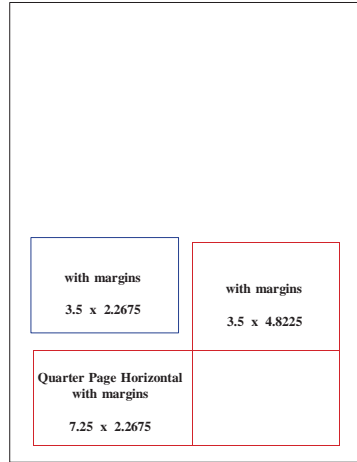 with margins
3.5 x 2.2675
with margins
3.5 x 4.8225
Quarter Page Horizontal
with margins
7.25 x 2.2675